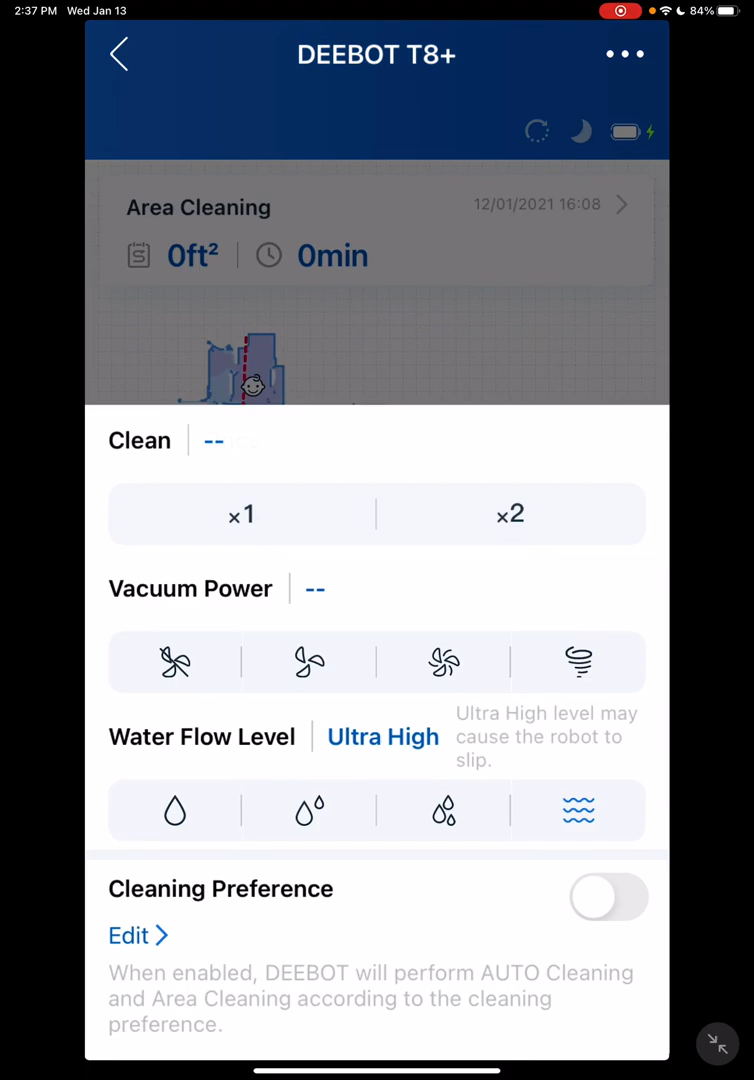 2:37 PM Wed Jan 13
84%
DEEBOT T8+
Area Cleaning
12/01/2021 16:08
0ft²
0min
Clean
--
×1
×2
Vacuum Power
--
Water Flow Level
Ultra High
Ultra High level may
cause the robot to
slip.
Cleaning Preference
Edit
When enabled, DEEBOT will perform AUTO Cleaning
and Area Cleaning according to the cleaning
preference.